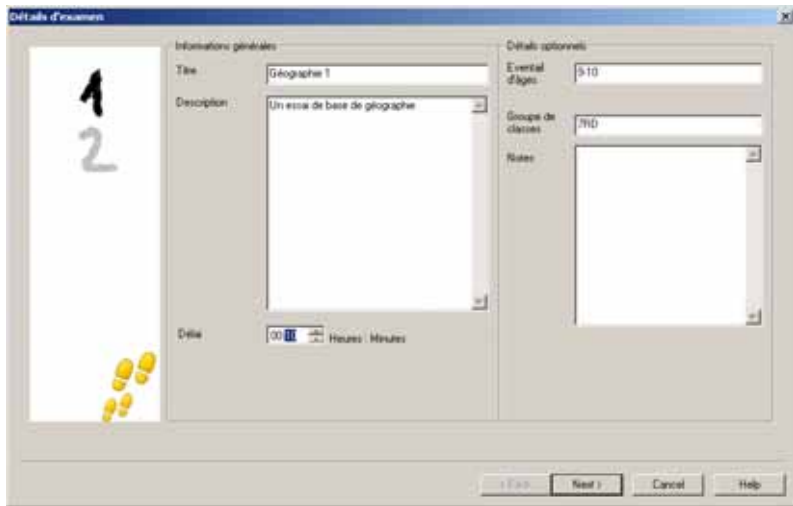 Détails d'examen
1
2
Informations générales
Titre
Géographie 1
Description
Un essai de base de géographie
Délai
00:10
Heures : Minutes
Détails optionnels
Eventail d'âges
9-10
Groupe de classes
7RD
Notes
Next >
Cancel
Help